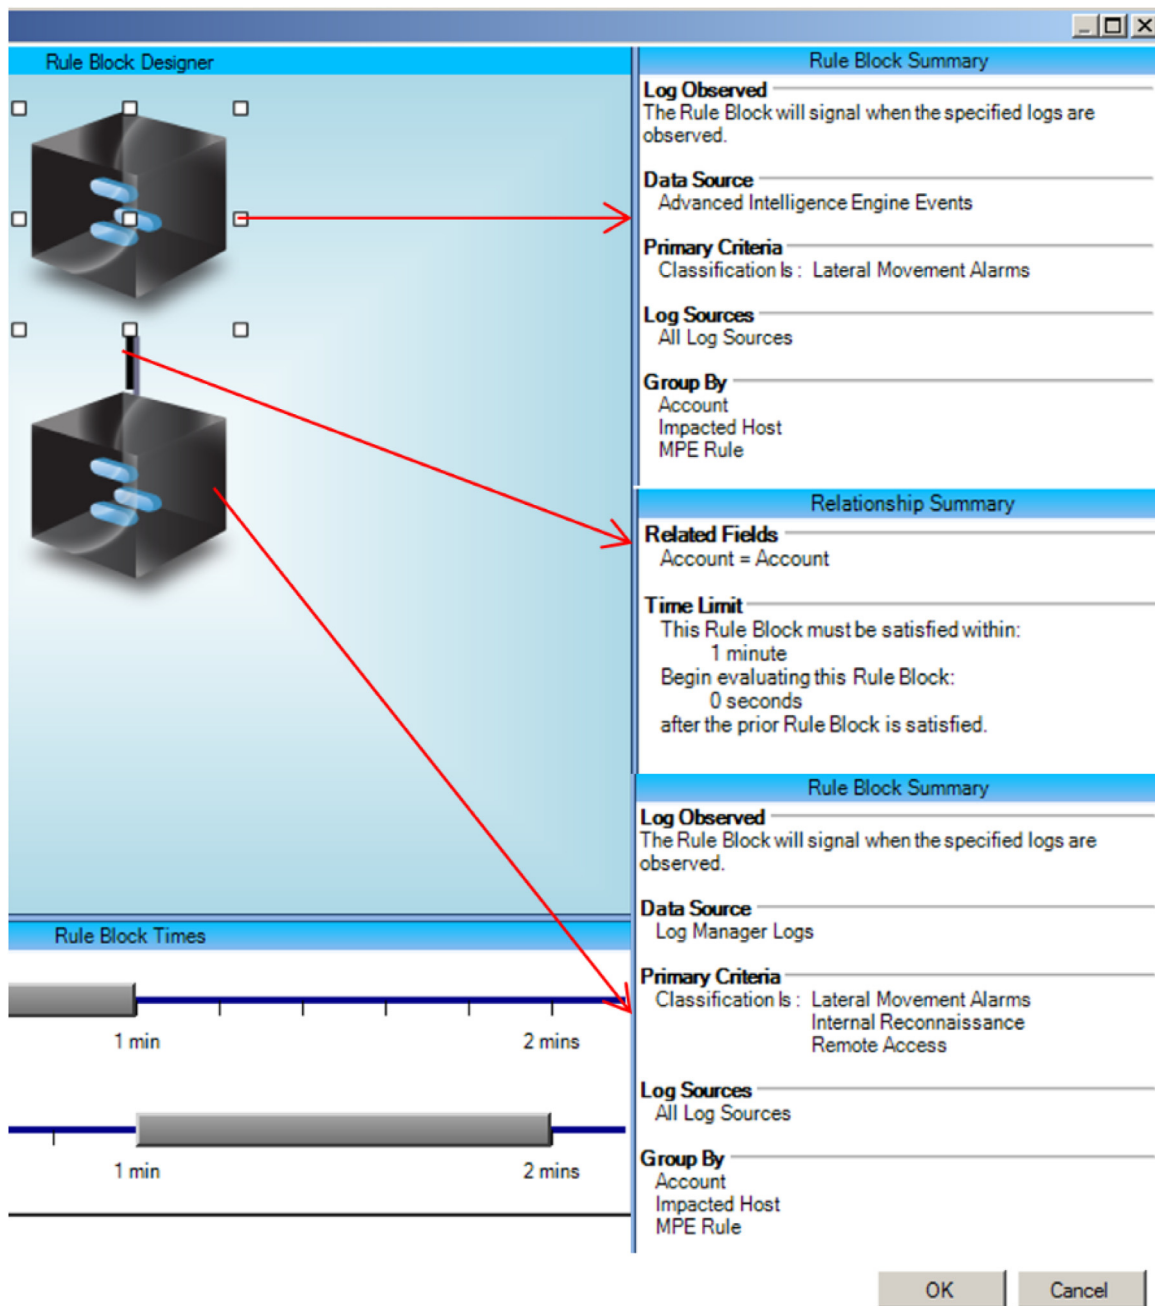 Rule Block Designer
Rule Block Summary
Log Observed
The Rule Block will signal when the specified logs are
observed.
Data Source
Advanced Intelligence Engine Events
Primary Criteria
Classification Is : Lateral Movement Alarms
Log Sources
All Log Sources
Group By
Account
Impacted Host
MPE Rule
Relationship Summary
Related Fields
Account = Account
Time Limit
This Rule Block must be satisfied within:
1 minute
Begin evaluating this Rule Block:
0 seconds
after the prior Rule Block is satisfied.
Rule Block Summary
Log Observed
The Rule Block will signal when the specified logs are
observed.
Data Source
Log Manager Logs
Primary Criteria
Classification Is : Lateral Movement Alarms
Internal Reconnaissance
Remote Access
Log Sources
All Log Sources
Group By
Account
Impacted Host
MPE Rule
Rule Block Times
1 min 2 mins
1 min 2 mins
OK Cancel